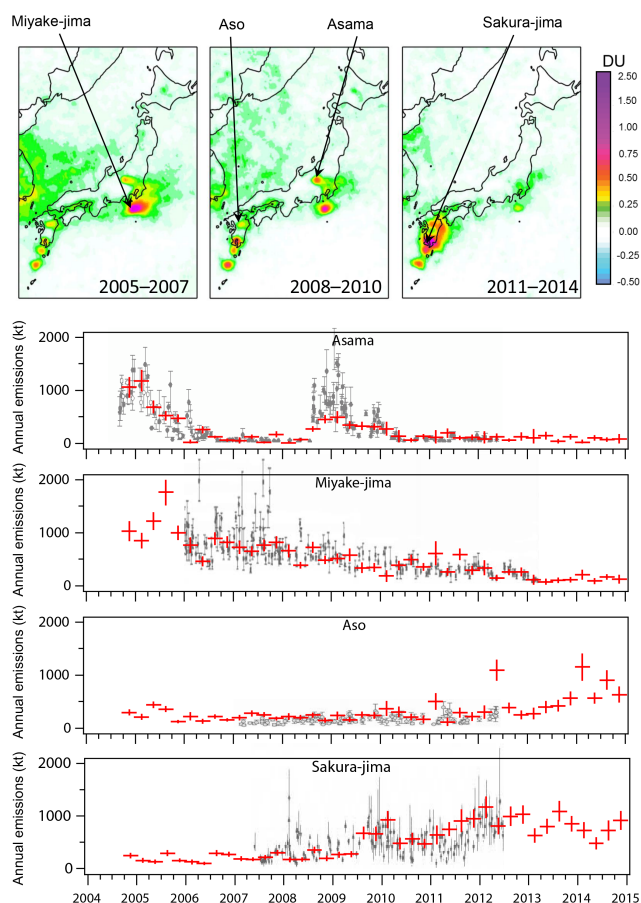 Miyake-jima
Aso
Asama
Sakura-jima
DU
2.50
1.50
1.00
0.75
0.50
0.25
0.00
-0.25
-0.50
2005–2007
2008–2010
2011–2014
Annual emissions (kt)
2000
1000
0
Asama
Annual emissions (kt)
2000
1000
0
Miyake-jima
Annual emissions (kt)
2000
1000
0
Aso
Annual emissions (kt)
2000
1000
0
Sakura-jima
2004 2005 2006 2007 2008 2009 2010 2011 2012 2013 2014 2015